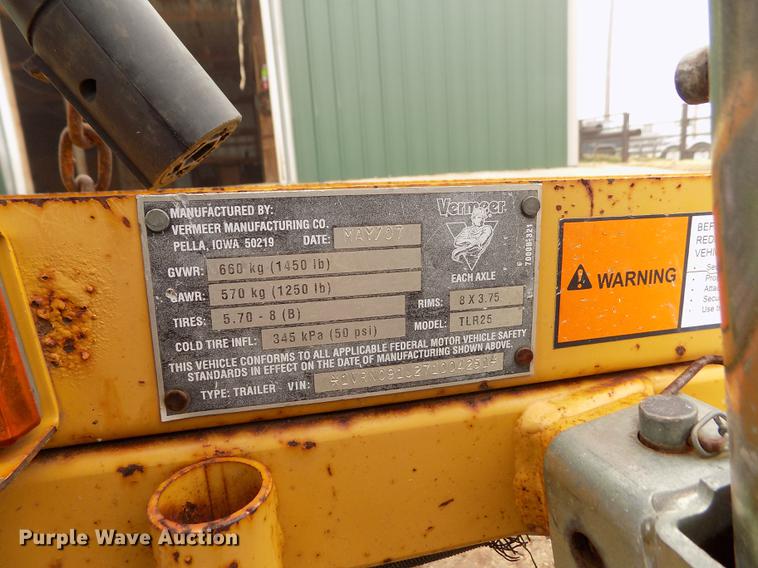 MANUFACTURED BY:
VERMEER MANUFACTURING CO.
PELLA, IOWA 50219
DATE: MAY/07
Vermeer
GVWR: 660 kg (1450 lb)
GAWR: 570 kg (1250 lb)
EACH AXLE
TIRES: 5.70 - 8 (B)
RIMS: 8 X 3.75
COLD TIRE INFL: 345 kPa (50 psi)
MODEL: TLR25
THIS VEHICLE CONFORMS TO ALL APPLICABLE FEDERAL MOTOR VEHICLE SAFETY
STANDARDS IN EFFECT ON THE DATE OF MANUFACTURING SHOWN ABOVE.
TYPE: TRAILER VIN:
WARNING
Purple Wave Auction